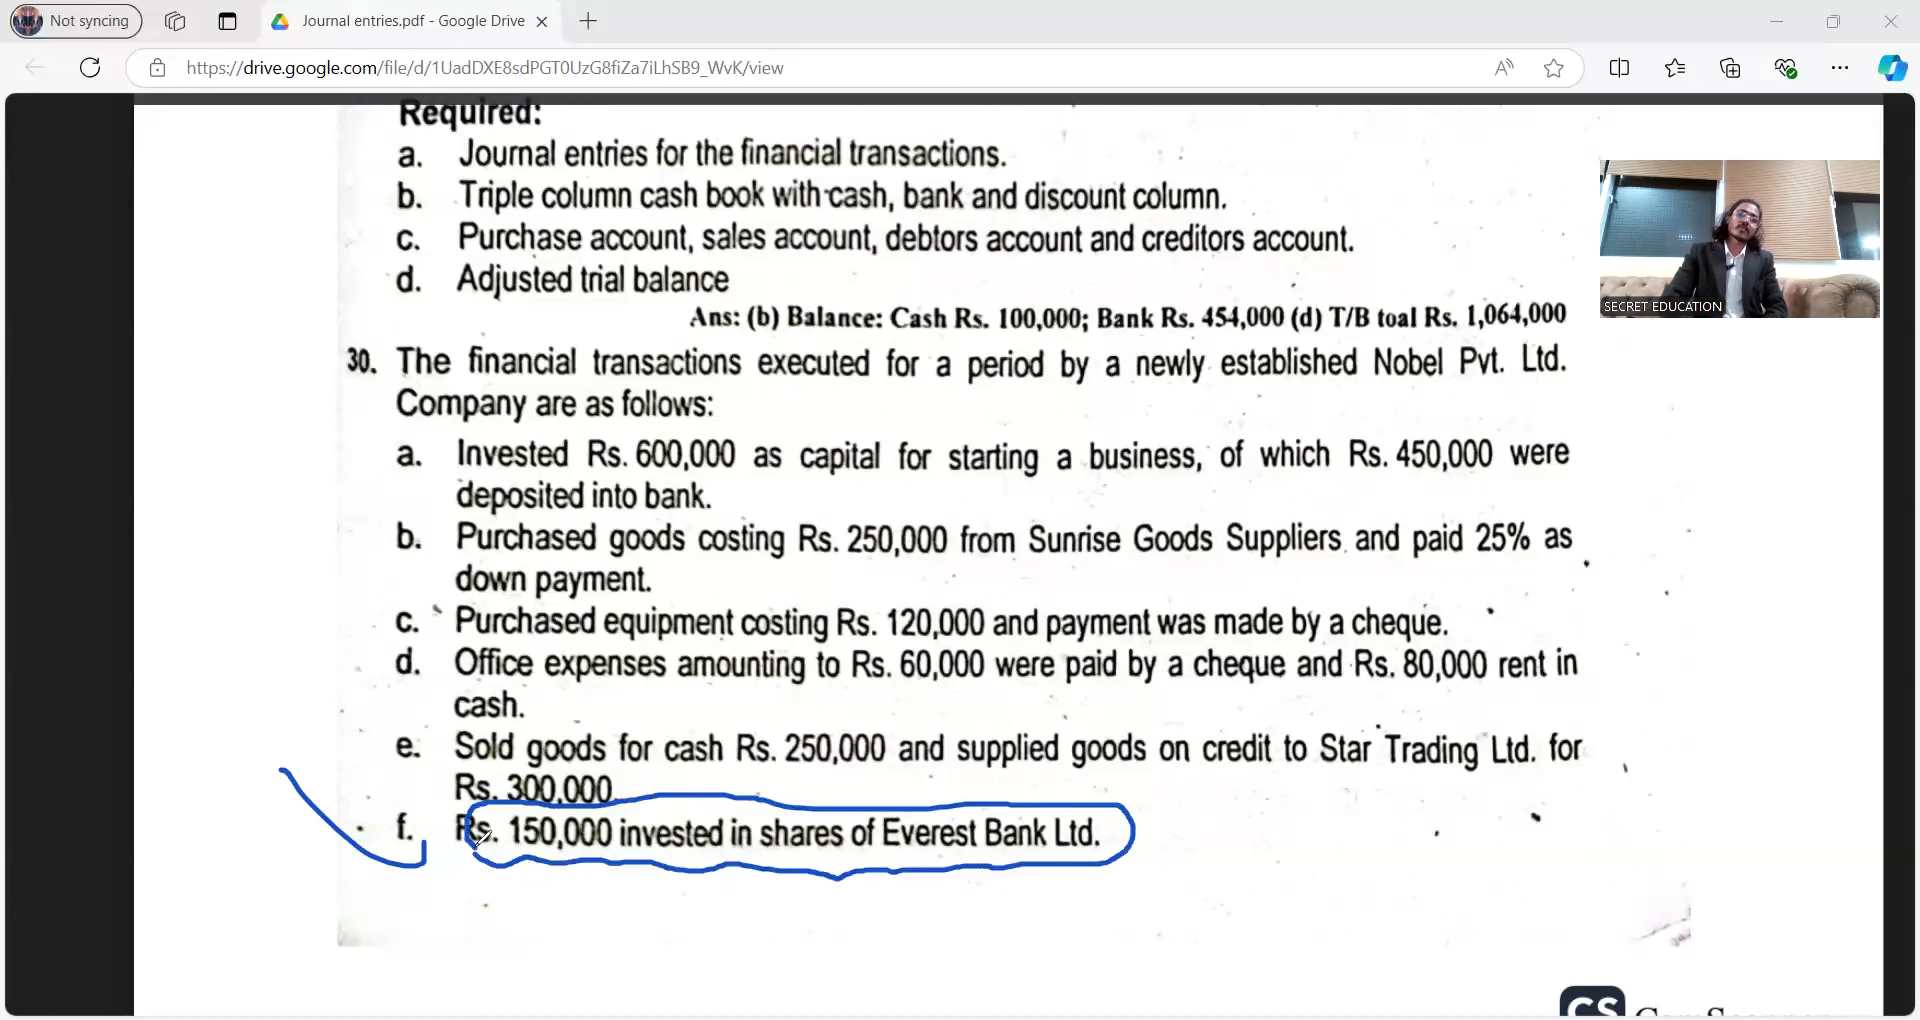 Not syncing
Journal entries.pdf - Google Drive
https://drive.google.com/file/d/1UadDXE8sdPGT0UzG8fiZa7iLhSB9_WvK/view
Required:
a. Journal entries for the financial transactions.
b. Triple column cash book with cash, bank and discount column.
c. Purchase account, sales account, debtors account and creditors account.
d. Adjusted trial balance
Ans: (b) Balance: Cash Rs. 100,000; Bank Rs. 454,000 (d) T/B toal Rs. 1,064,000
30. The financial transactions executed for a period by a newly established Nobel Pvt. Ltd.
Company are as follows:
a. Invested Rs. 600,000 as capital for starting a business, of which Rs. 450,000 were
deposited into bank.
b. Purchased goods costing Rs. 250,000 from Sunrise Goods Suppliers and paid 25% as
down payment.
c. Purchased equipment costing Rs. 120,000 and payment was made by a cheque.
d. Office expenses amounting to Rs. 60,000 were paid by a cheque and Rs. 80,000 rent in
cash.
e. Sold goods for cash Rs. 250,000 and supplied goods on credit to Star Trading Ltd. for
Rs. 300,000.
f. Rs. 150,000 invested in shares of Everest Bank Ltd.
SECRET EDUCATION
CS